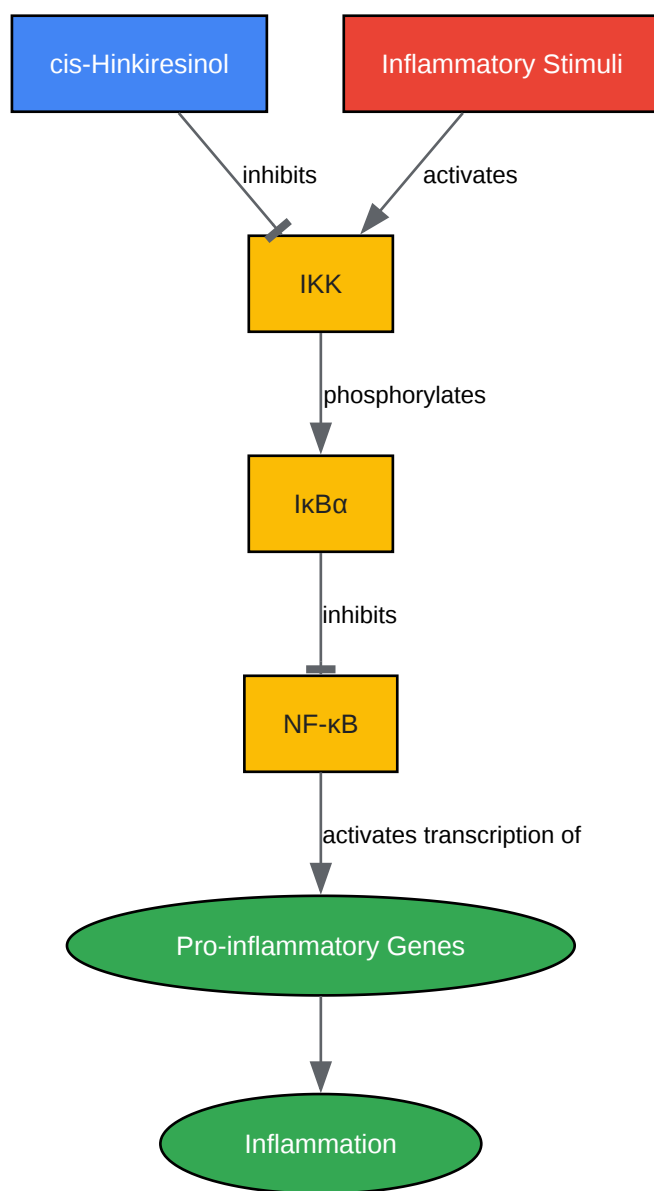 cis-Hinkiresinol
Inflammatory Stimuli
inhibits
activates
IKK
phosphorylates
IκBα
inhibits
NF-κB
activates transcription of
Pro-inflammatory Genes
Inflammation